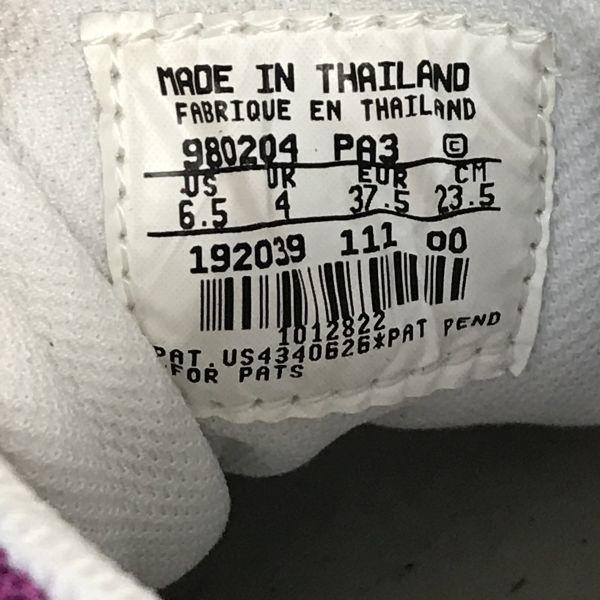 MADE IN THAILAND
FABRIQUE EN THAILAND
980204 PA3 ©
US UK EUR CM
6.5 4 37.5 23.5
192039 111 00
1012822
PAT.US4340626*PAT PEND
FOR PATS